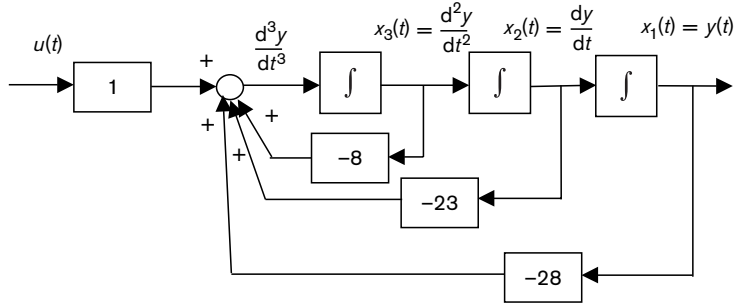 u(t)
d³y
dt³
x₃(t) = d²y
dt²
x₂(t) = dy
dt
x₁(t) = y(t)
+
1
∫
∫
∫
+
+
+
−8
−23
−28